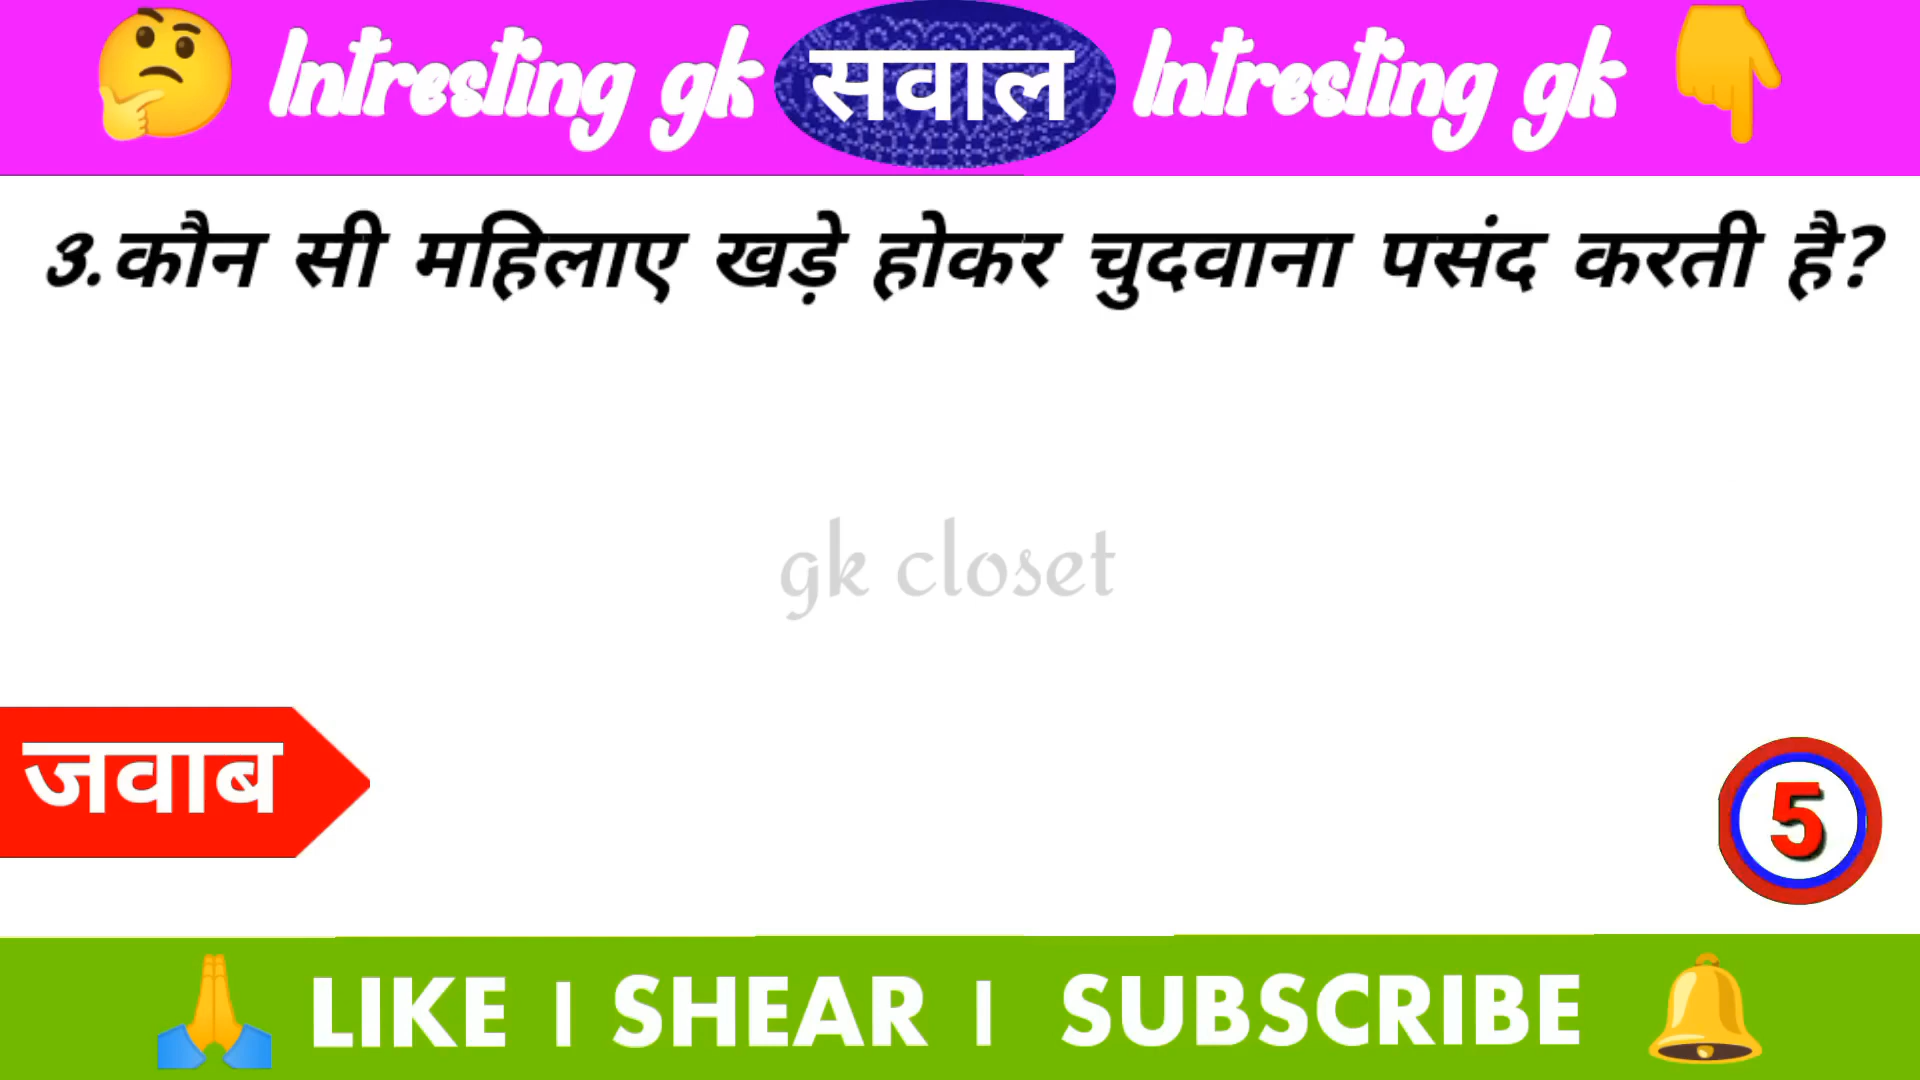 Intresting gk सवाल Intresting gk
3.कौन सी महिलाए खड़े होकर चुदवाना पसंद करती है?
gk closet
जवाब
5
LIKE I SHEAR I SUBSCRIBE